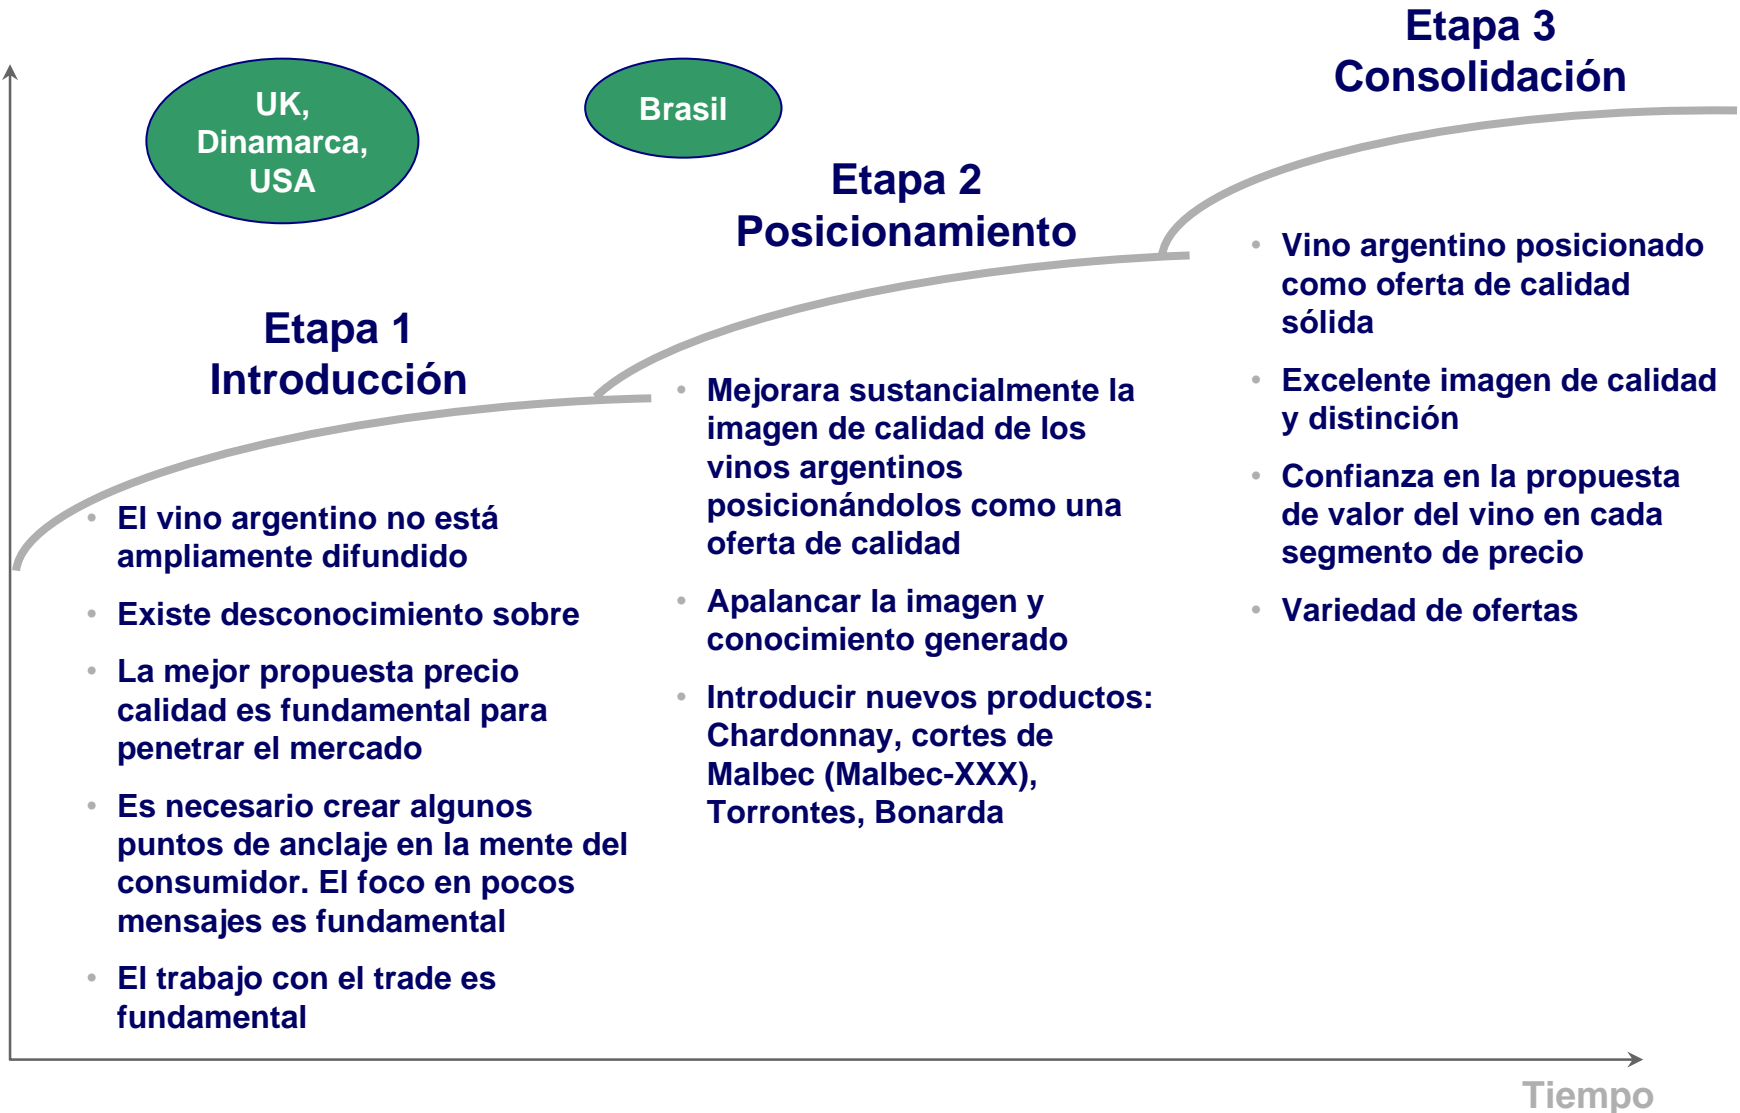 UK,
Dinamarca,
USA
Brasil
Etapa 1
Introducción
El vino argentino no está
ampliamente difundido
Existe desconocimiento sobre
La mejor propuesta precio
calidad es fundamental para
penetrar el mercado
Es necesario crear algunos
puntos de anclaje en la mente del
consumidor. El foco en pocos
mensajes es fundamental
El trabajo con el trade es
fundamental
Etapa 2
Posicionamiento
Mejorara sustancialmente la
imagen de calidad de los
vinos argentinos
posicionándolos como una
oferta de calidad
Apalancar la imagen y
conocimiento generado
Introducir nuevos productos:
Chardonnay, cortes de
Malbec (Malbec-XXX),
Torrontes, Bonarda
Etapa 3
Consolidación
Vino argentino posicionado
como oferta de calidad
sólida
Excelente imagen de calidad
y distinción
Confianza en la propuesta
de valor del vino en cada
segmento de precio
Variedad de ofertas
Tiempo